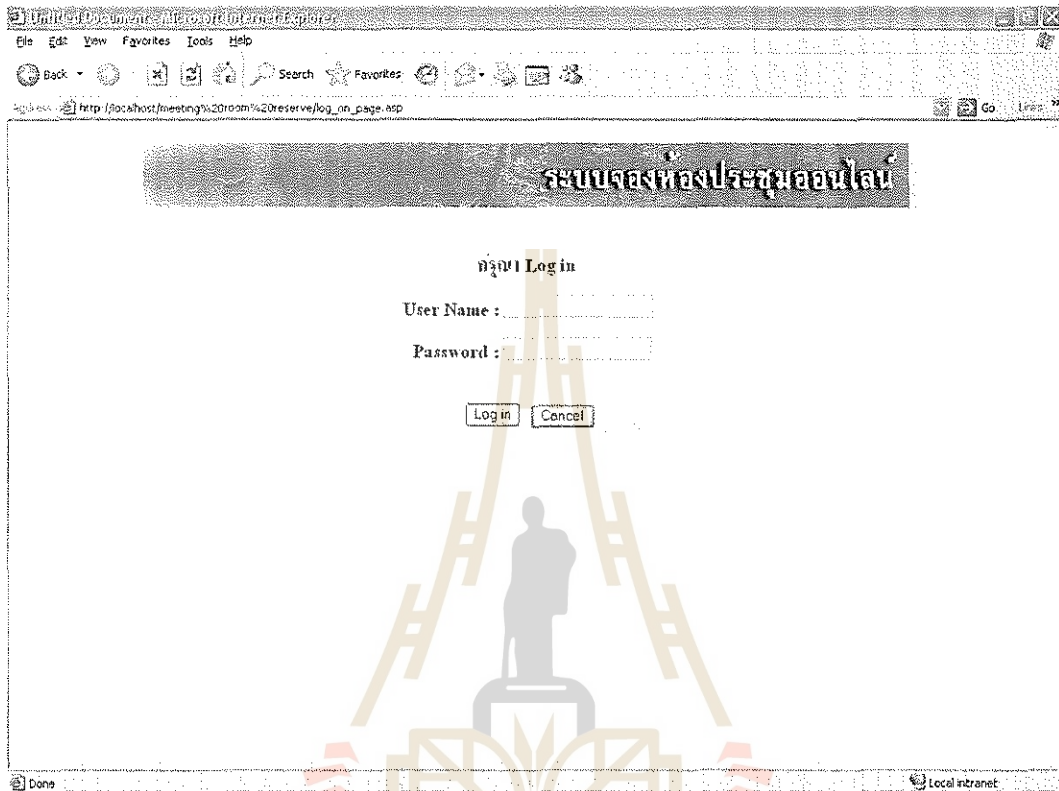 Untitled Document - Microsoft Internet Explorer
File Edit View Favorites Tools Help
Back Search Favorites
Address http://localhost/meeting%20room%20reserve/log_on_page.asp Go Links »
ระบบจองห้องประชุมออนไลน์
กรุณา Log in
User Name :
Password :
Log in Cancel
Done Local intranet